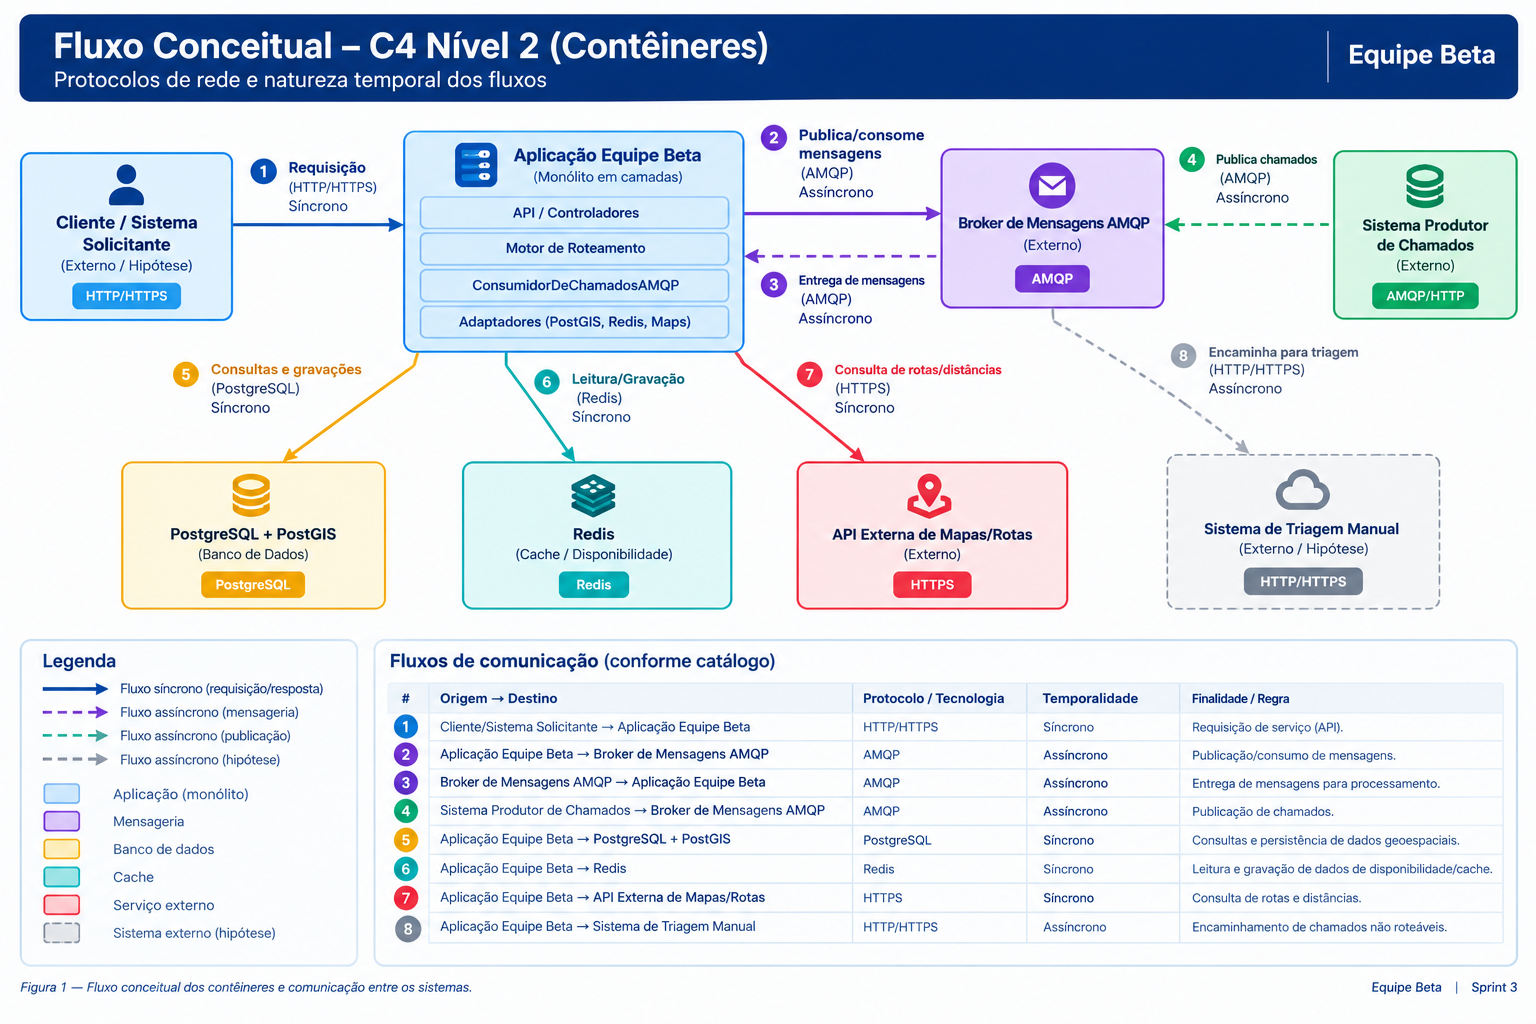 Fluxo Conceitual – C4 Nível 2 (Contêineres)
Protocolos de rede e natureza temporal dos fluxos
Equipe Beta
Cliente / Sistema
Solicitante
(Externo / Hipótese)
HTTP/HTTPS
1 Requisição
(HTTP/HTTPS)
Síncrono
Aplicação Equipe Beta
(Monólito em camadas)
API / Controladores
Motor de Roteamento
ConsumidorDeChamadosAMQP
Adaptadores (PostGIS, Redis, Maps)
2 Publica/consome
mensagens
(AMQP)
Assíncrono
3 Entrega de mensagens
(AMQP)
Assíncrono
Broker de Mensagens AMQP
(Externo)
AMQP
4 Publica chamados
(AMQP)
Assíncrono
Sistema Produtor
de Chamados
(Externo)
AMQP/HTTP
5 Consultas e gravações
(PostgreSQL)
Síncrono
6 Leitura/Gravação
(Redis)
Síncrono
7 Consulta de rotas/distâncias
(HTTPS)
Síncrono
8 Encaminha para triagem
(HTTP/HTTPS)
Assíncrono
PostgreSQL + PostGIS
(Banco de Dados)
PostgreSQL
Redis
(Cache / Disponibilidade)
Redis
API Externa de Mapas/Rotas
(Externo)
HTTPS
Sistema de Triagem Manual
(Externo / Hipótese)
HTTP/HTTPS
Legenda
Fluxo síncrono (requisição/resposta)
Fluxo assíncrono (mensageria)
Fluxo assíncrono (publicação)
Fluxo assíncrono (hipótese)
Aplicação (monólito)
Mensageria
Banco de dados
Cache
Serviço externo
Sistema externo (hipótese)
Fluxos de comunicação (conforme catálogo)
# Origem → Destino Protocolo / Tecnologia Temporalidade Finalidade / Regra
1 Cliente/Sistema Solicitante → Aplicação Equipe Beta HTTP/HTTPS Síncrono Requisição de serviço (API).
2 Aplicação Equipe Beta → Broker de Mensagens AMQP AMQP Assíncrono Publicação/consumo de mensagens.
3 Broker de Mensagens AMQP → Aplicação Equipe Beta AMQP Assíncrono Entrega de mensagens para processamento.
4 Sistema Produtor de Chamados → Broker de Mensagens AMQP AMQP Assíncrono Publicação de chamados.
5 Aplicação Equipe Beta → PostgreSQL + PostGIS PostgreSQL Síncrono Consultas e persistência de dados geoespaciais.
6 Aplicação Equipe Beta → Redis Redis Síncrono Leitura e gravação de dados de disponibilidade/cache.
7 Aplicação Equipe Beta → API Externa de Mapas/Rotas HTTPS Síncrono Consulta de rotas e distâncias.
8 Aplicação Equipe Beta → Sistema de Triagem Manual HTTP/HTTPS Assíncrono Encaminhamento de chamados não roteáveis.
Figura 1 — Fluxo conceitual dos contêineres e comunicação entre os sistemas.
Equipe Beta | Sprint 3